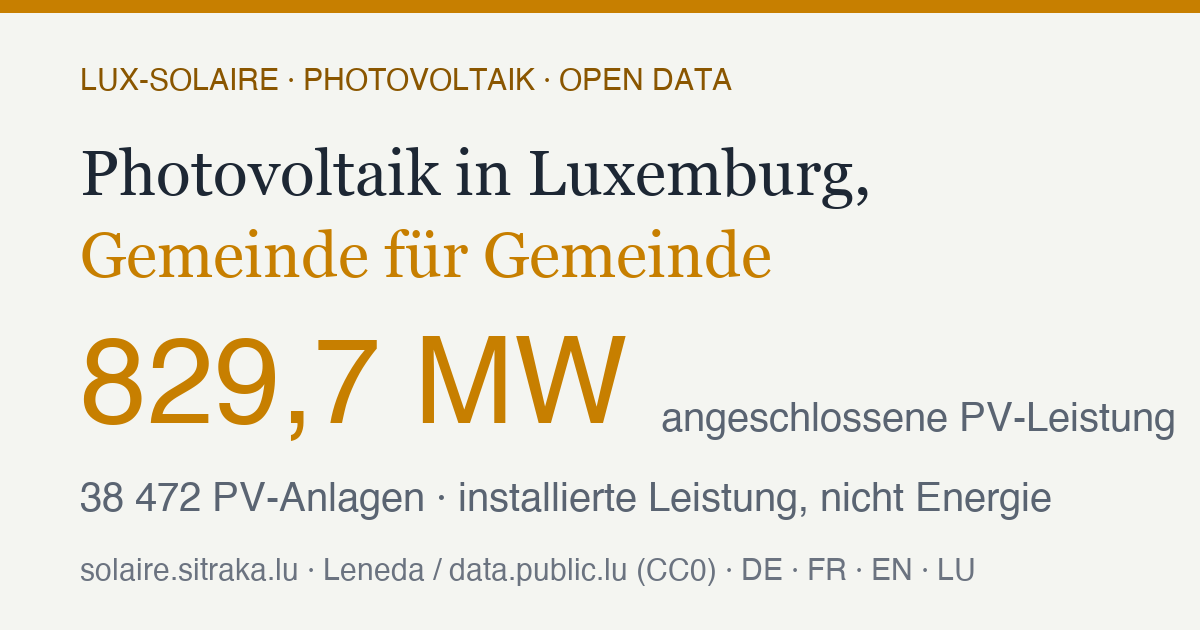 LUX-SOLAIRE · PHOTOVOLTAIK · OPEN DATA
Photovoltaik in Luxemburg,
Gemeinde für Gemeinde
829,7 MW angeschlossene PV-Leistung
38 472 PV-Anlagen · installierte Leistung, nicht Energie
solaire.sitraka.lu · Leneda / data.public.lu (CC0) · DE · FR · EN · LU